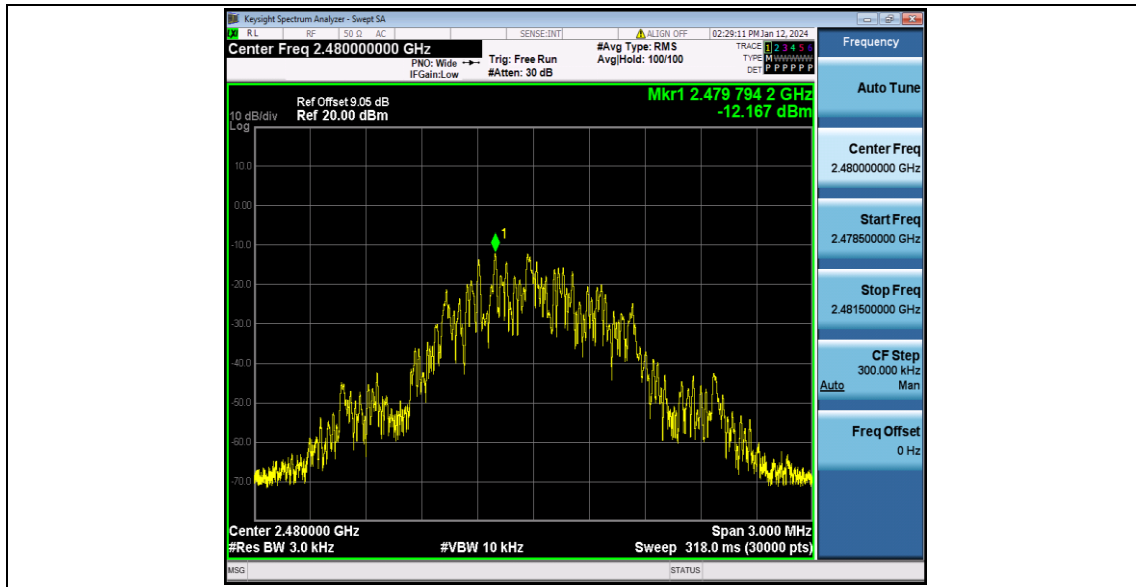 Keysight Spectrum Analyzer - Swept SA
RL RF 50 Ω AC SENSE:INT ALIGN OFF 02:29:11 PM Jan 12, 2024
Center Freq 2.480000000 GHz
PNO: Wide
IFGain:Low
Trig: Free Run
#Atten: 30 dB
#Avg Type: RMS
Avg|Hold: 100/100
TRACE 1 2 3 4 5 6
TYPE M W W W W W
DET P P P P P P
Frequency
Mkr1 2.479 794 2 GHz
-12.167 dBm
Ref Offset 9.05 dB
Ref 20.00 dBm
10 dB/div
Log
10.0
0.00
-10.0
-20.0
-30.0
-40.0
-50.0
-60.0
-70.0
1
Center 2.480000 GHz
Span 3.000 MHz
#Res BW 3.0 kHz
#VBW 10 kHz
Sweep 318.0 ms (30000 pts)
Auto Tune
Center Freq
2.480000000 GHz
Start Freq
2.478500000 GHz
Stop Freq
2.481500000 GHz
CF Step
300.000 kHz
Auto Man
Freq Offset
0 Hz
MSG
STATUS